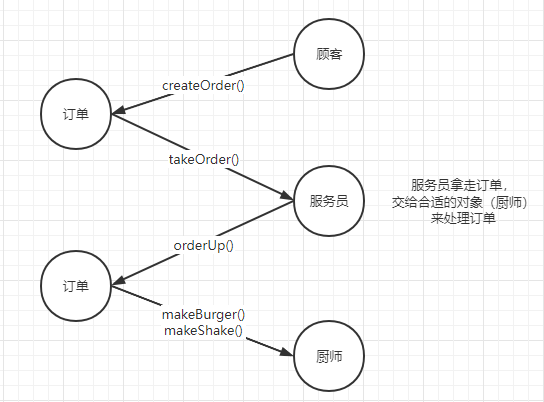 顾客
createOrder()
订单
takeOrder()
服务员
服务员拿走订单，
交给合适的对象（厨师）
来处理订单
orderUp()
订单
makeBurger()
makeShake()
厨师